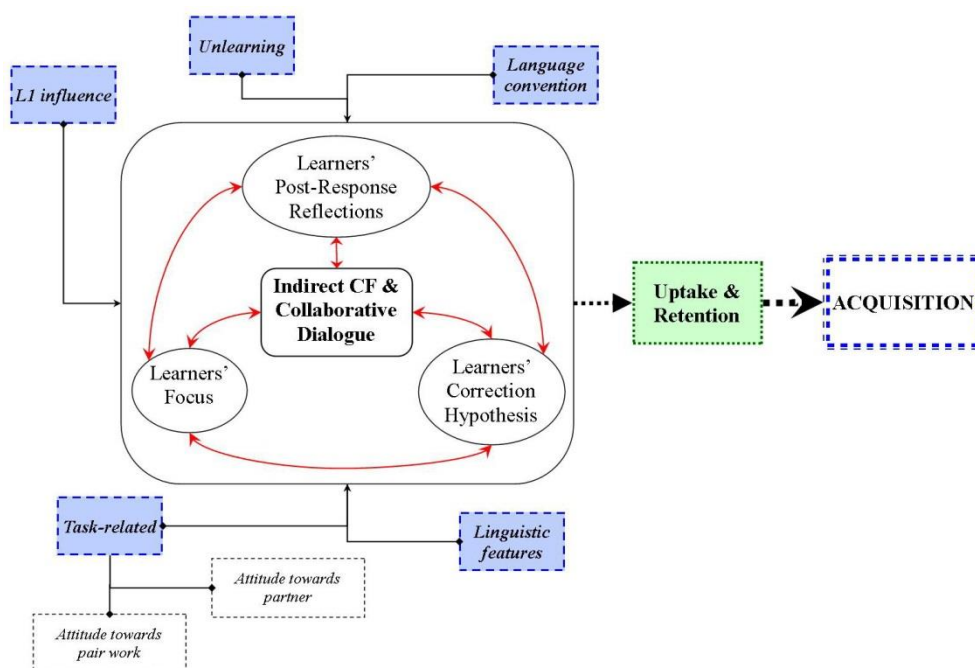 Unlearning
Language
convention
L1 influence
Learners'
Post-Response
Reflections
Indirect CF &
Collaborative
Dialogue
Learners'
Focus
Learners'
Correction
Hypothesis
Uptake &
Retention
ACQUISITION
Task-related
Linguistic
features
Attitude towards
partner
Attitude towards
pair work